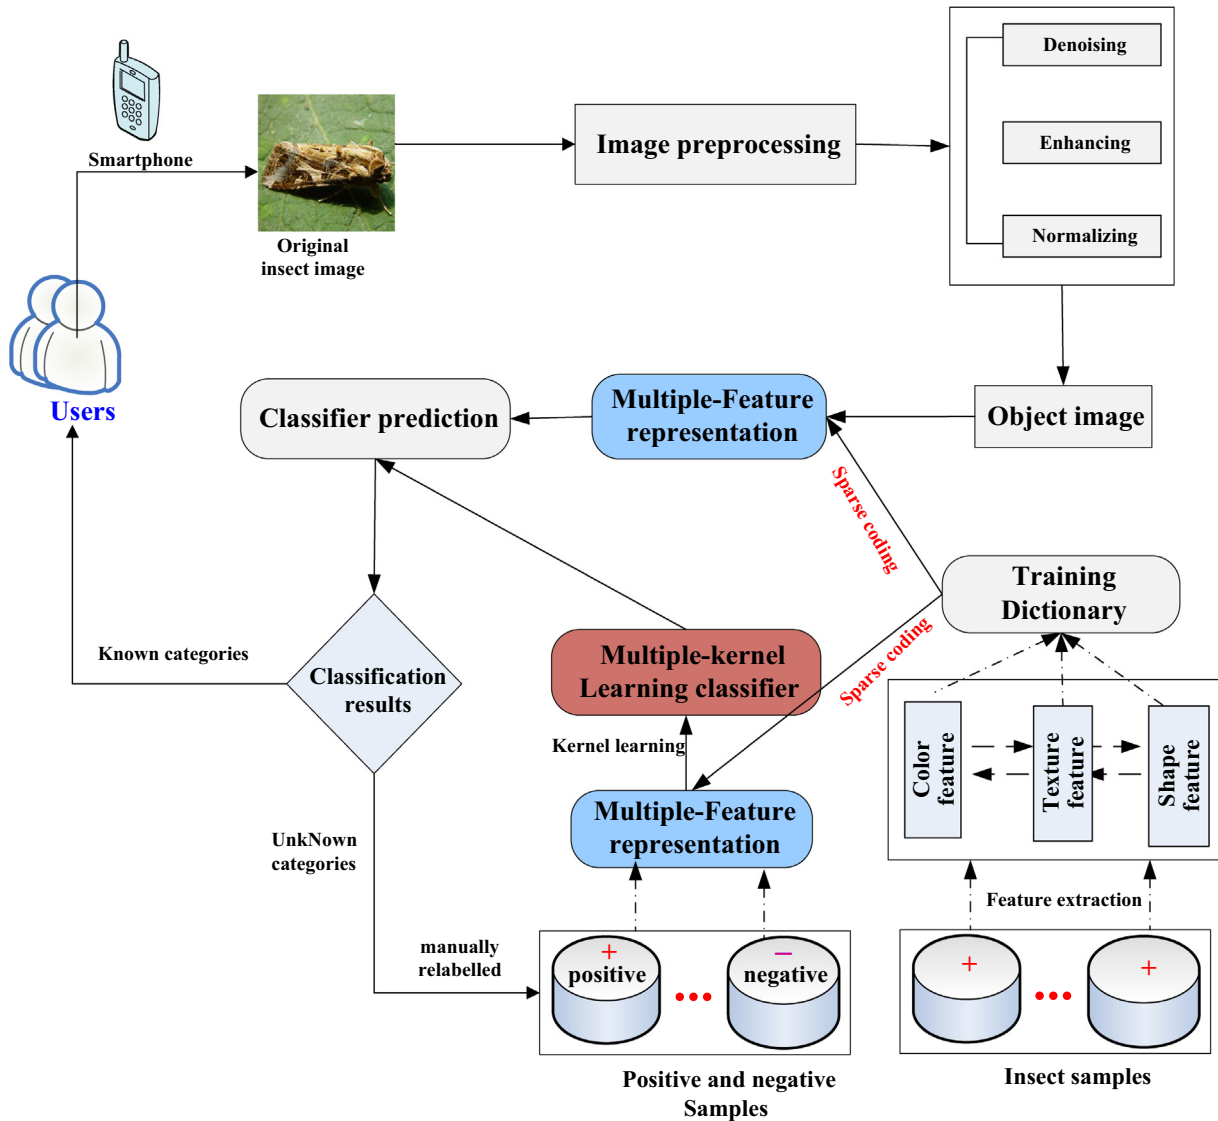 Denoising
Smartphone
Image preprocessing
Enhancing
Original
insect image
Normalizing
Users
Classifier prediction
Multiple-Feature
representation
Object image
Sparse coding
Training
Dictionary
Sparse coding
Known categories
Classification
results
Multiple-kernel
Learning classifier
Kernel learning
Color
feature
Texture
feature
Shape
feature
Multiple-Feature
representation
UnkNown
categories
Feature extraction
manually
relabelled
+
positive
−
negative
+
+
Positive and negative
Samples
Insect samples